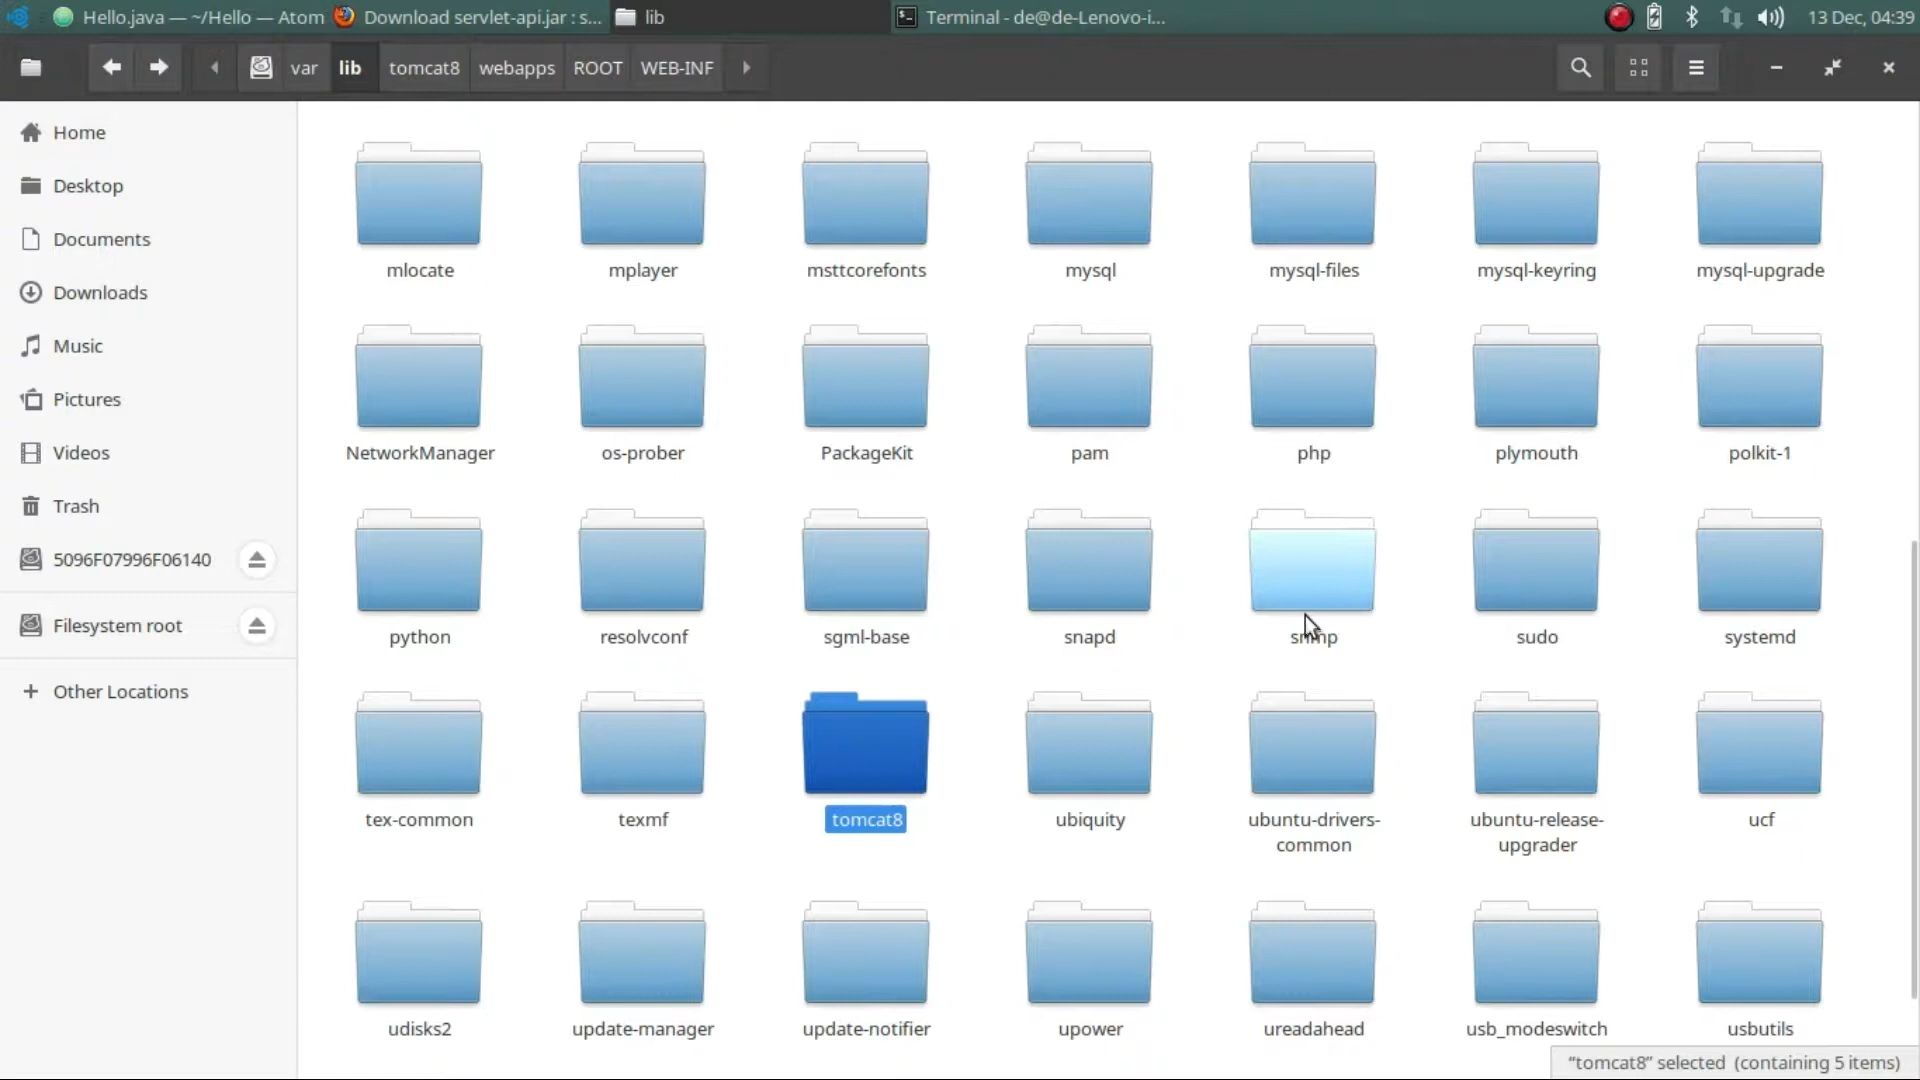 Hello.java — ~/Hello — Atom
Download servlet-api.jar : s...
lib
Terminal - de@de-Lenovo-i...
13 Dec, 04:39
var
lib
tomcat8
webapps
ROOT
WEB-INF
Home
Desktop
Documents
Downloads
Music
Pictures
Videos
Trash
5096F07996F06140
Filesystem root
Other Locations
mlocate
mplayer
msttcorefonts
mysql
mysql-files
mysql-keyring
mysql-upgrade
NetworkManager
os-prober
PackageKit
pam
php
plymouth
polkit-1
python
resolvconf
sgml-base
snapd
snmp
sudo
systemd
tex-common
texmf
tomcat8
ubiquity
ubuntu-drivers-
common
ubuntu-release-
upgrader
ucf
udisks2
update-manager
update-notifier
upower
ureadahead
usb_modeswitch
usbutils
“tomcat8” selected (containing 5 items)